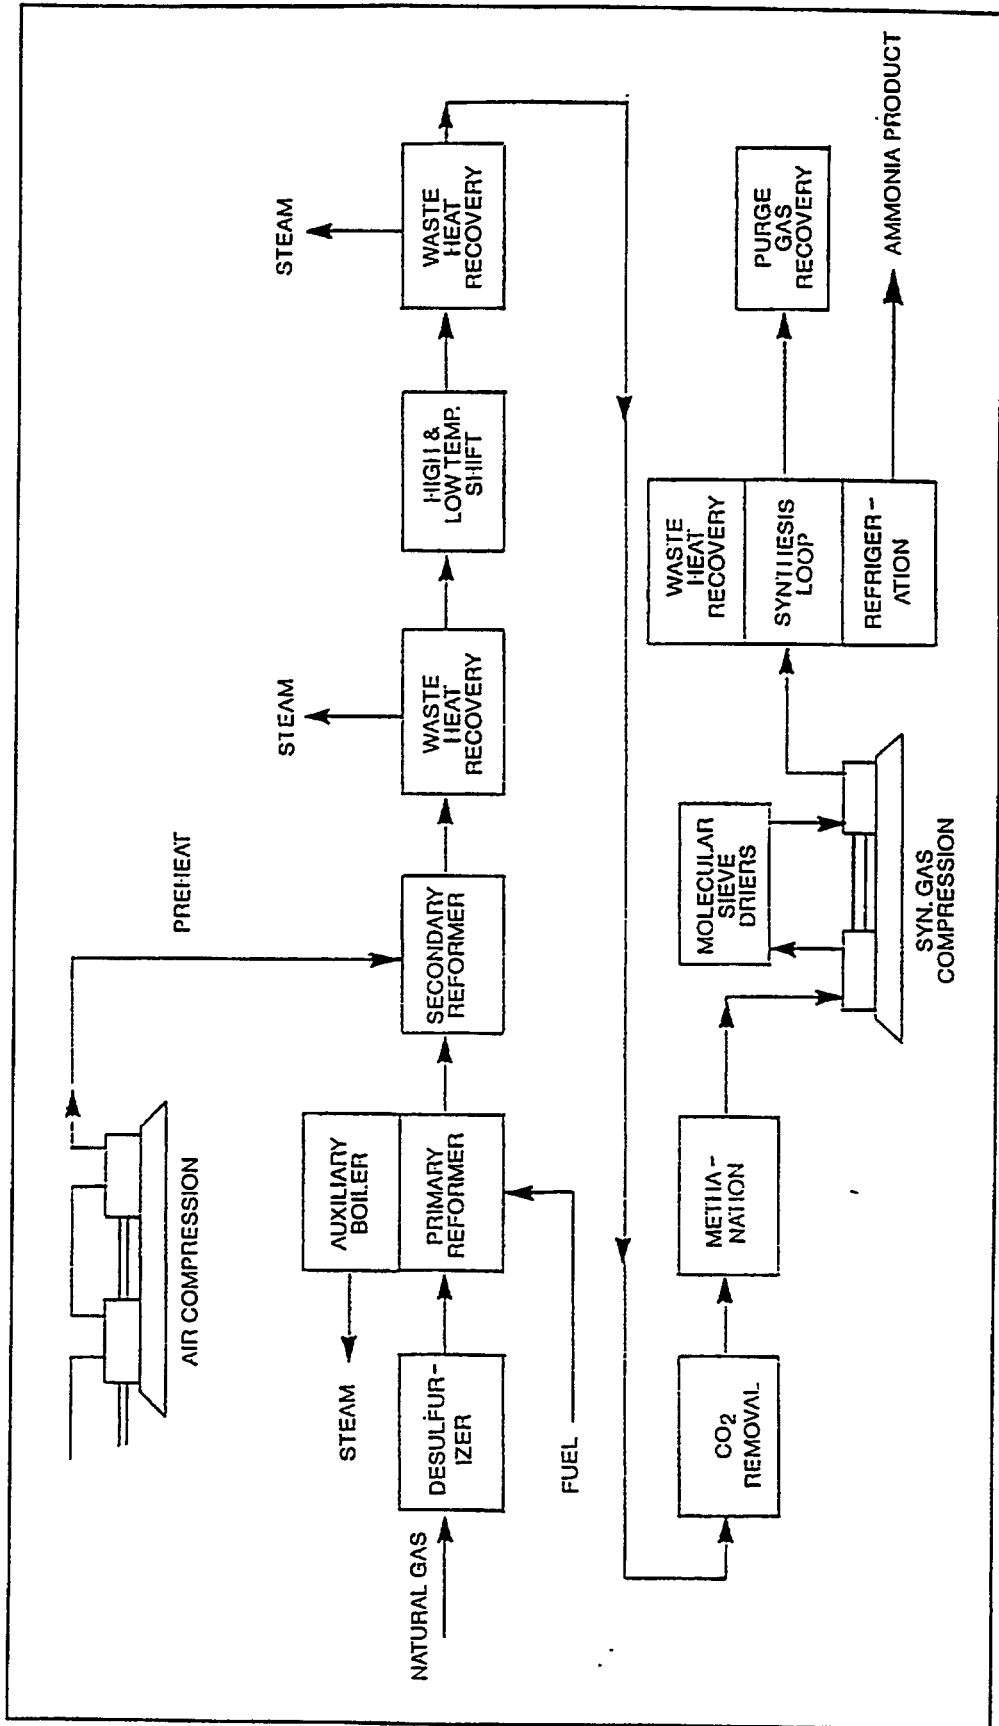 AIR COMPRESSION
PREHEAT
STEAM
STEAM
STEAM
NATURAL GAS
DESULFUR-
IZER
AUXILIARY
BOILER
PRIMARY
REFORMER
FUEL
SECONDARY
REFORMER
WASTE
HEAT
RECOVERY
HIGH &
LOW TEMP.
SHIFT
WASTE
HEAT
RECOVERY
CO2
REMOVAL
METHA-
NATION
MOLECULAR
SIEVE
DRIERS
SYN. GAS
COMPRESSION
WASTE
HEAT
RECOVERY
SYNTHESIS
LOOP
REFRIGER-
ATION
PURGE
GAS
RECOVERY
AMMONIA PRODUCT